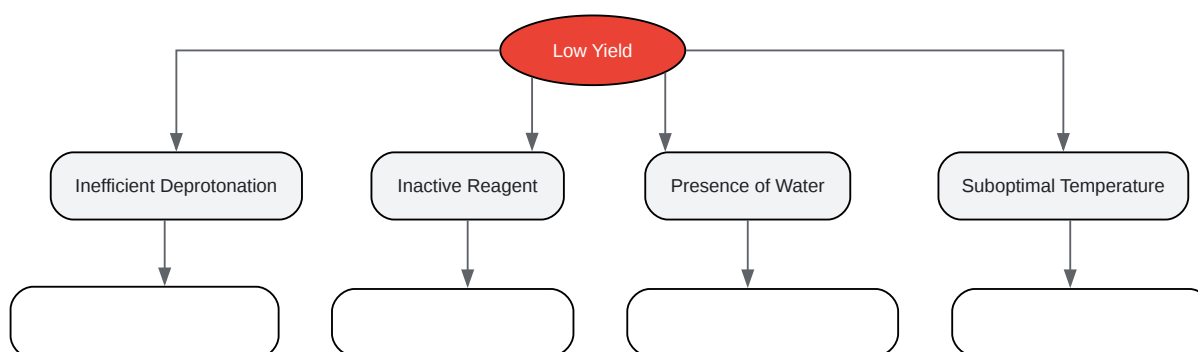 Low Yield
Inefficient Deprotonation
Inactive Reagent
Presence of Water
Suboptimal Temperature